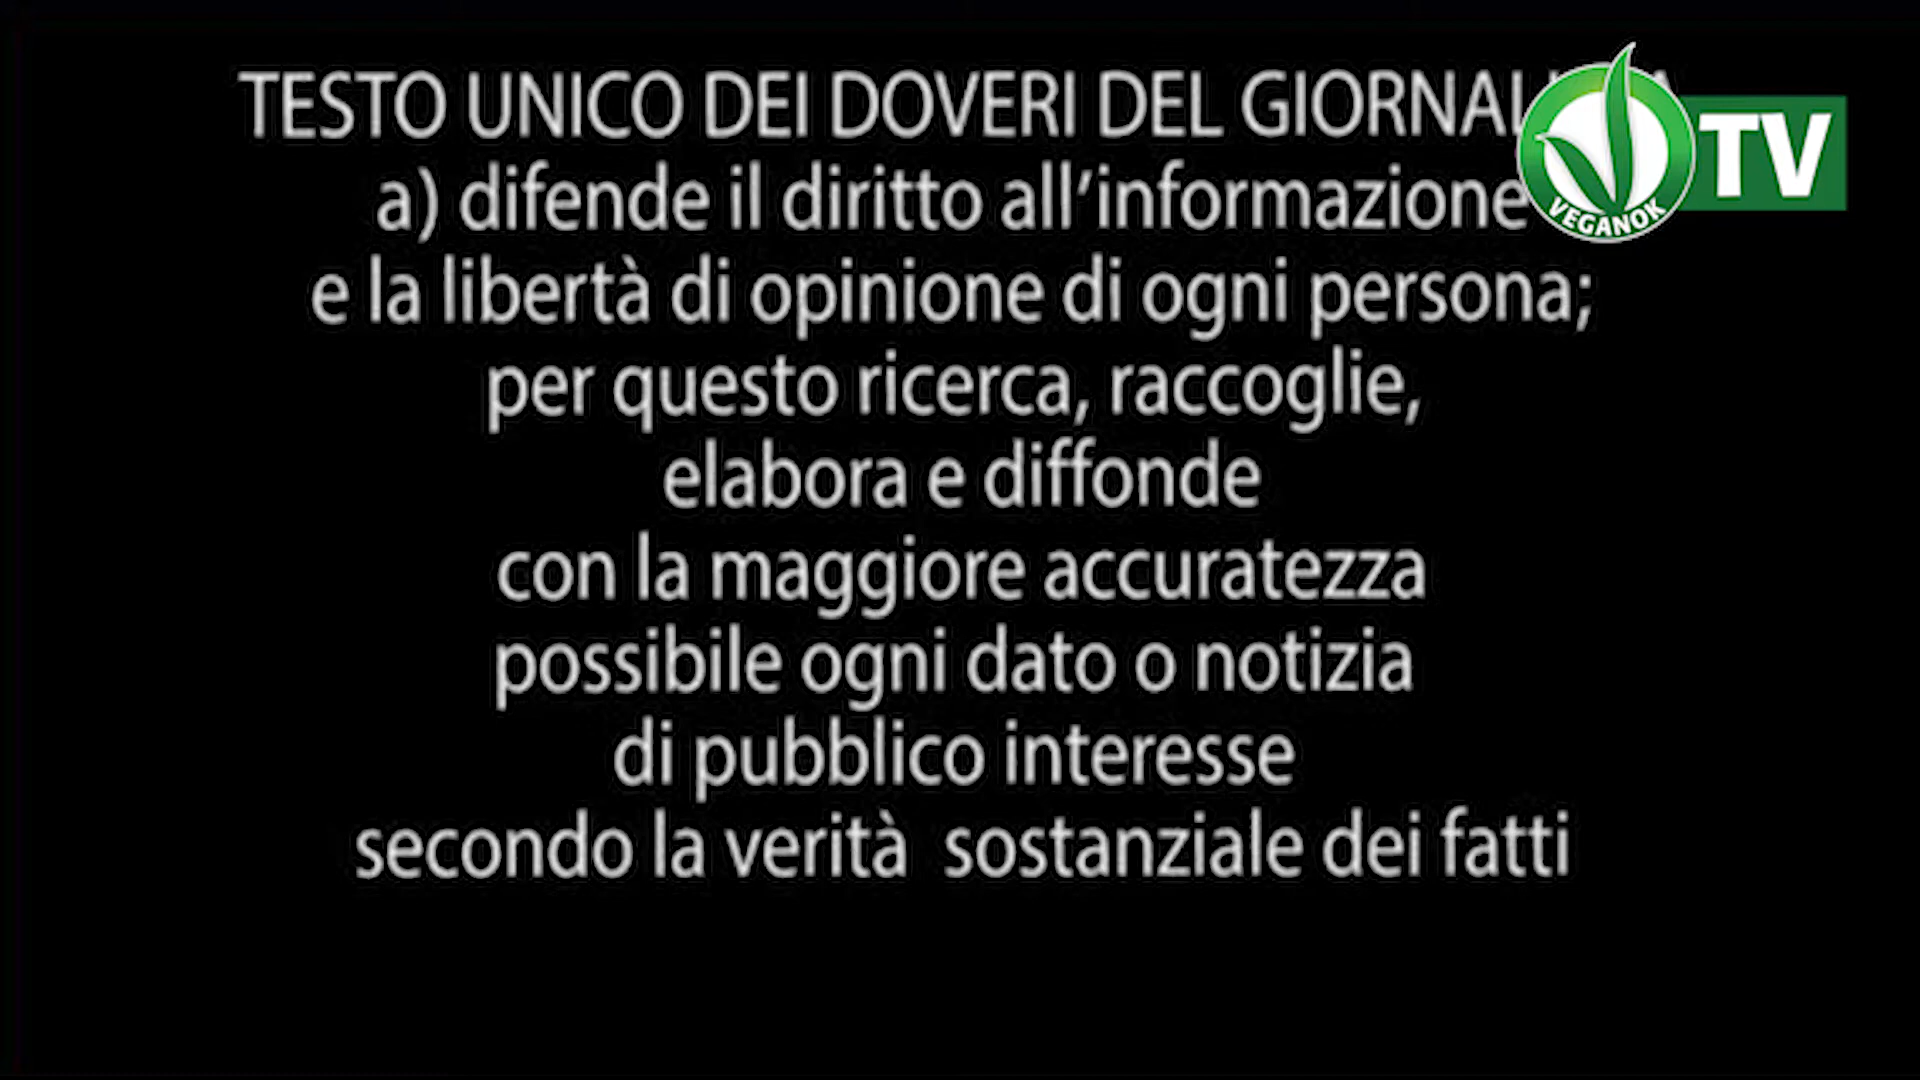 TESTO UNICO DEI DOVERI DEL
a) difende il diritto all’informazione
e la libertà di opinione di ogni persona;
per questo ricerca, raccoglie,
elabora e diffonde
con la maggiore accuratezza
possibile ogni dato o notizia
di pubblico interesse
secondo la verità sostanziale dei fatti
VEGANOK
TV